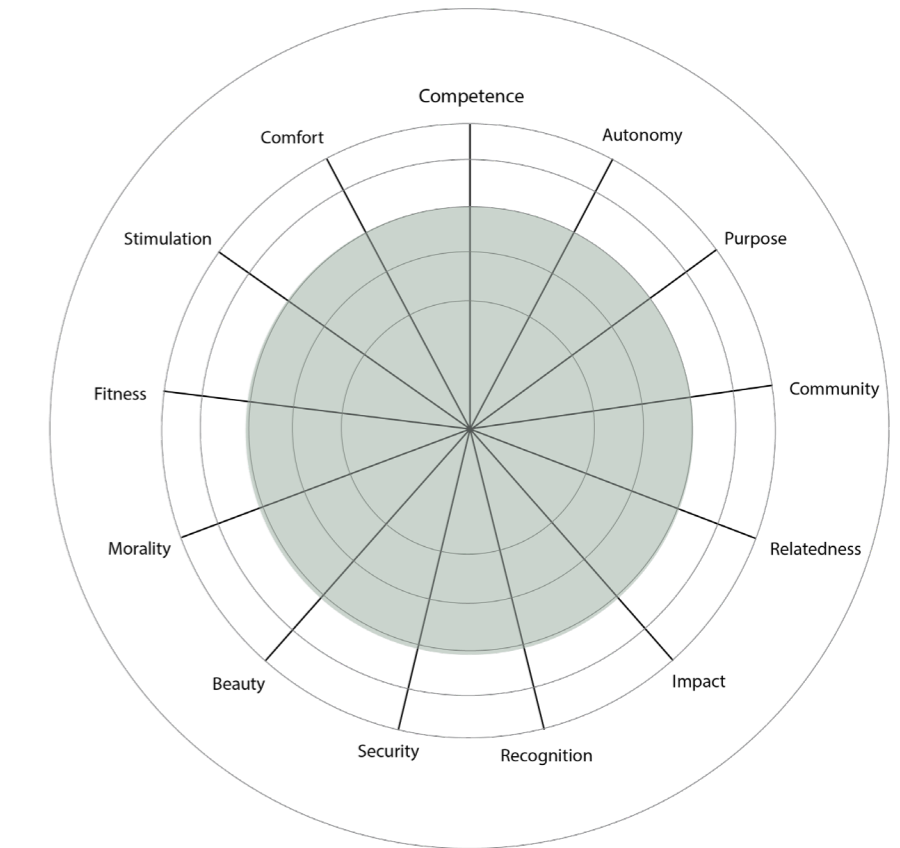 Competence
Autonomy
Purpose
Community
Relatedness
Impact
Recognition
Security
Beauty
Morality
Fitness
Stimulation
Comfort